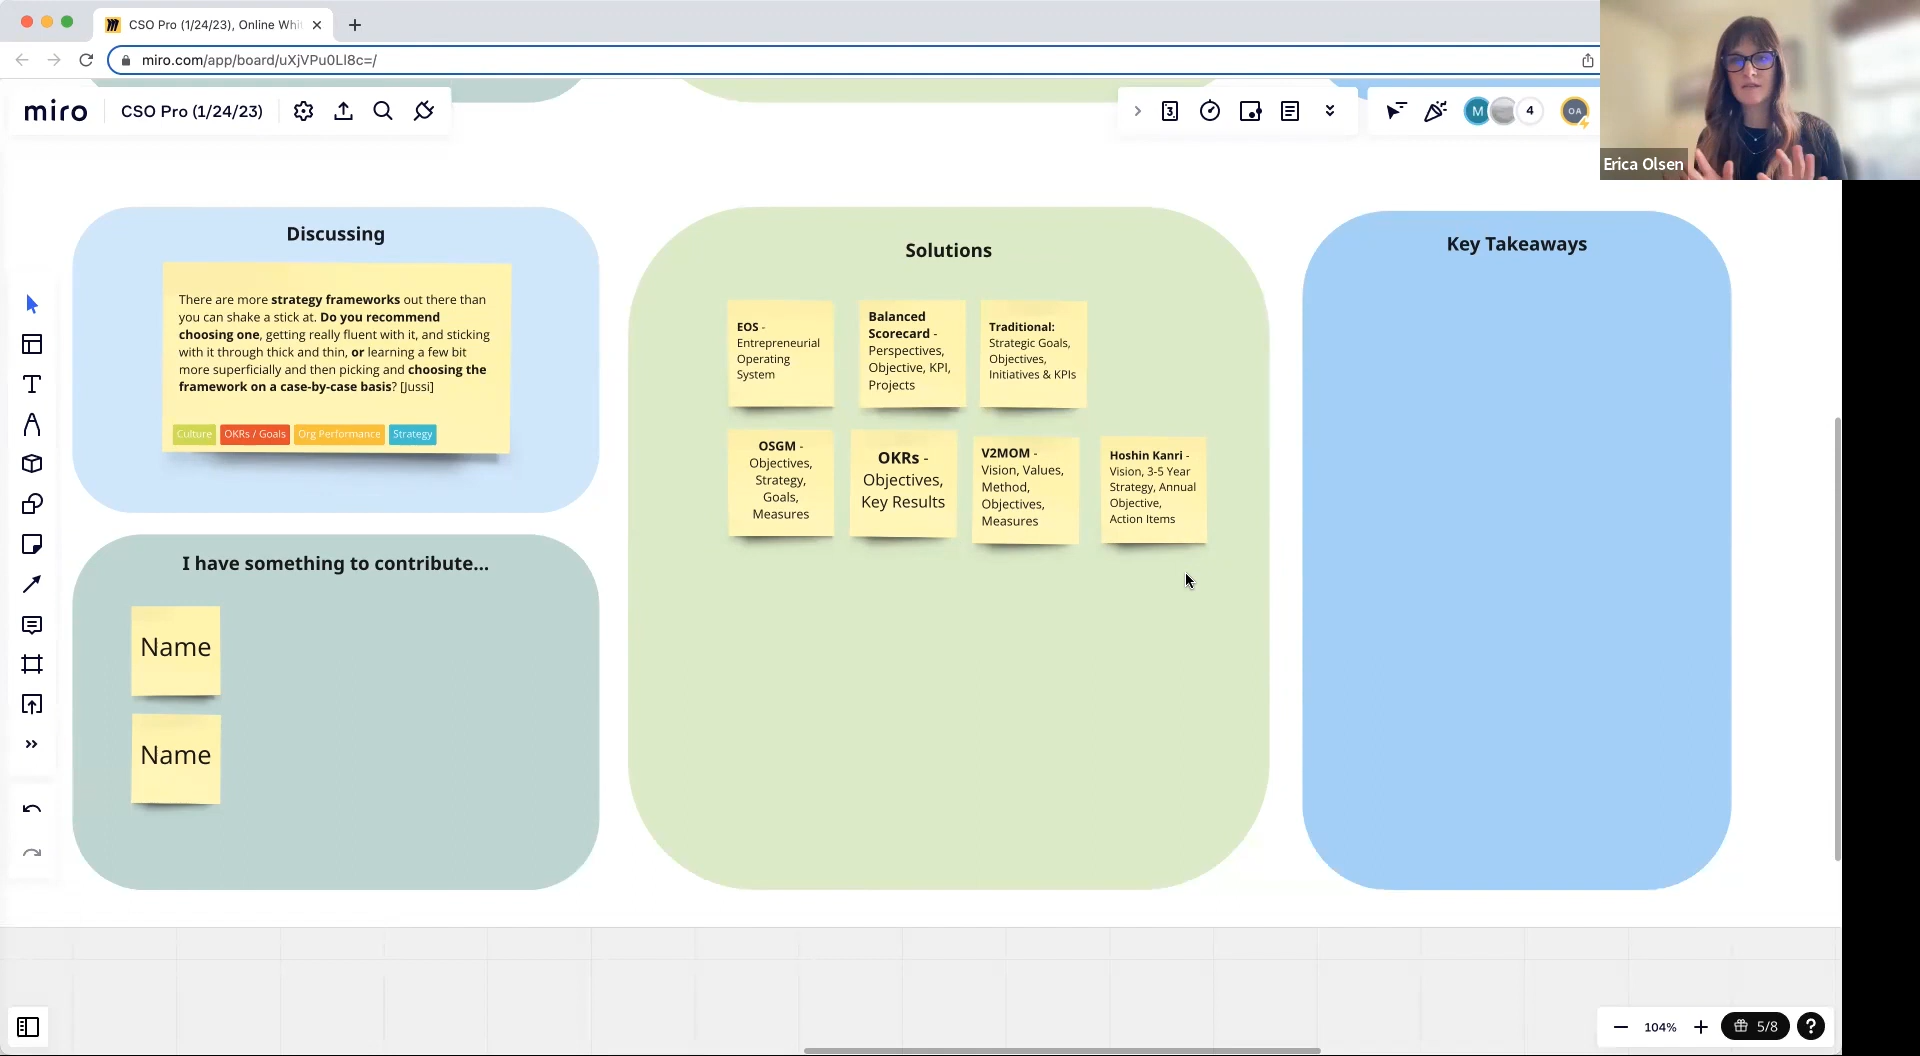 CSO Pro (1/24/23), Online Whi
miro.com/app/board/uXjVPu0LI8c=/
miro
CSO Pro (1/24/23)
3
M
4
OA
Erica Olsen
Discussing
There are more strategy frameworks out there than
you can shake a stick at. Do you recommend
choosing one, getting really fluent with it, and sticking
with it through thick and thin, or learning a few bit
more superficially and then picking and choosing the
framework on a case-by-case basis? [Jussi]
Culture
OKRs / Goals
Org Performance
Strategy
I have something to contribute...
Name
Name
Solutions
EOS -
Entrepreneurial
Operating
System
Balanced
Scorecard -
Perspectives,
Objective, KPI,
Projects
Traditional:
Strategic Goals,
Objectives,
Initiatives & KPIs
OSGM -
Objectives,
Strategy,
Goals,
Measures
OKRs -
Objectives,
Key Results
V2MOM -
Vision, Values,
Method,
Objectives,
Measures
Hoshin Kanri -
Vision, 3-5 Year
Strategy, Annual
Objective,
Action Items
Key Takeaways
104%
5/8
?